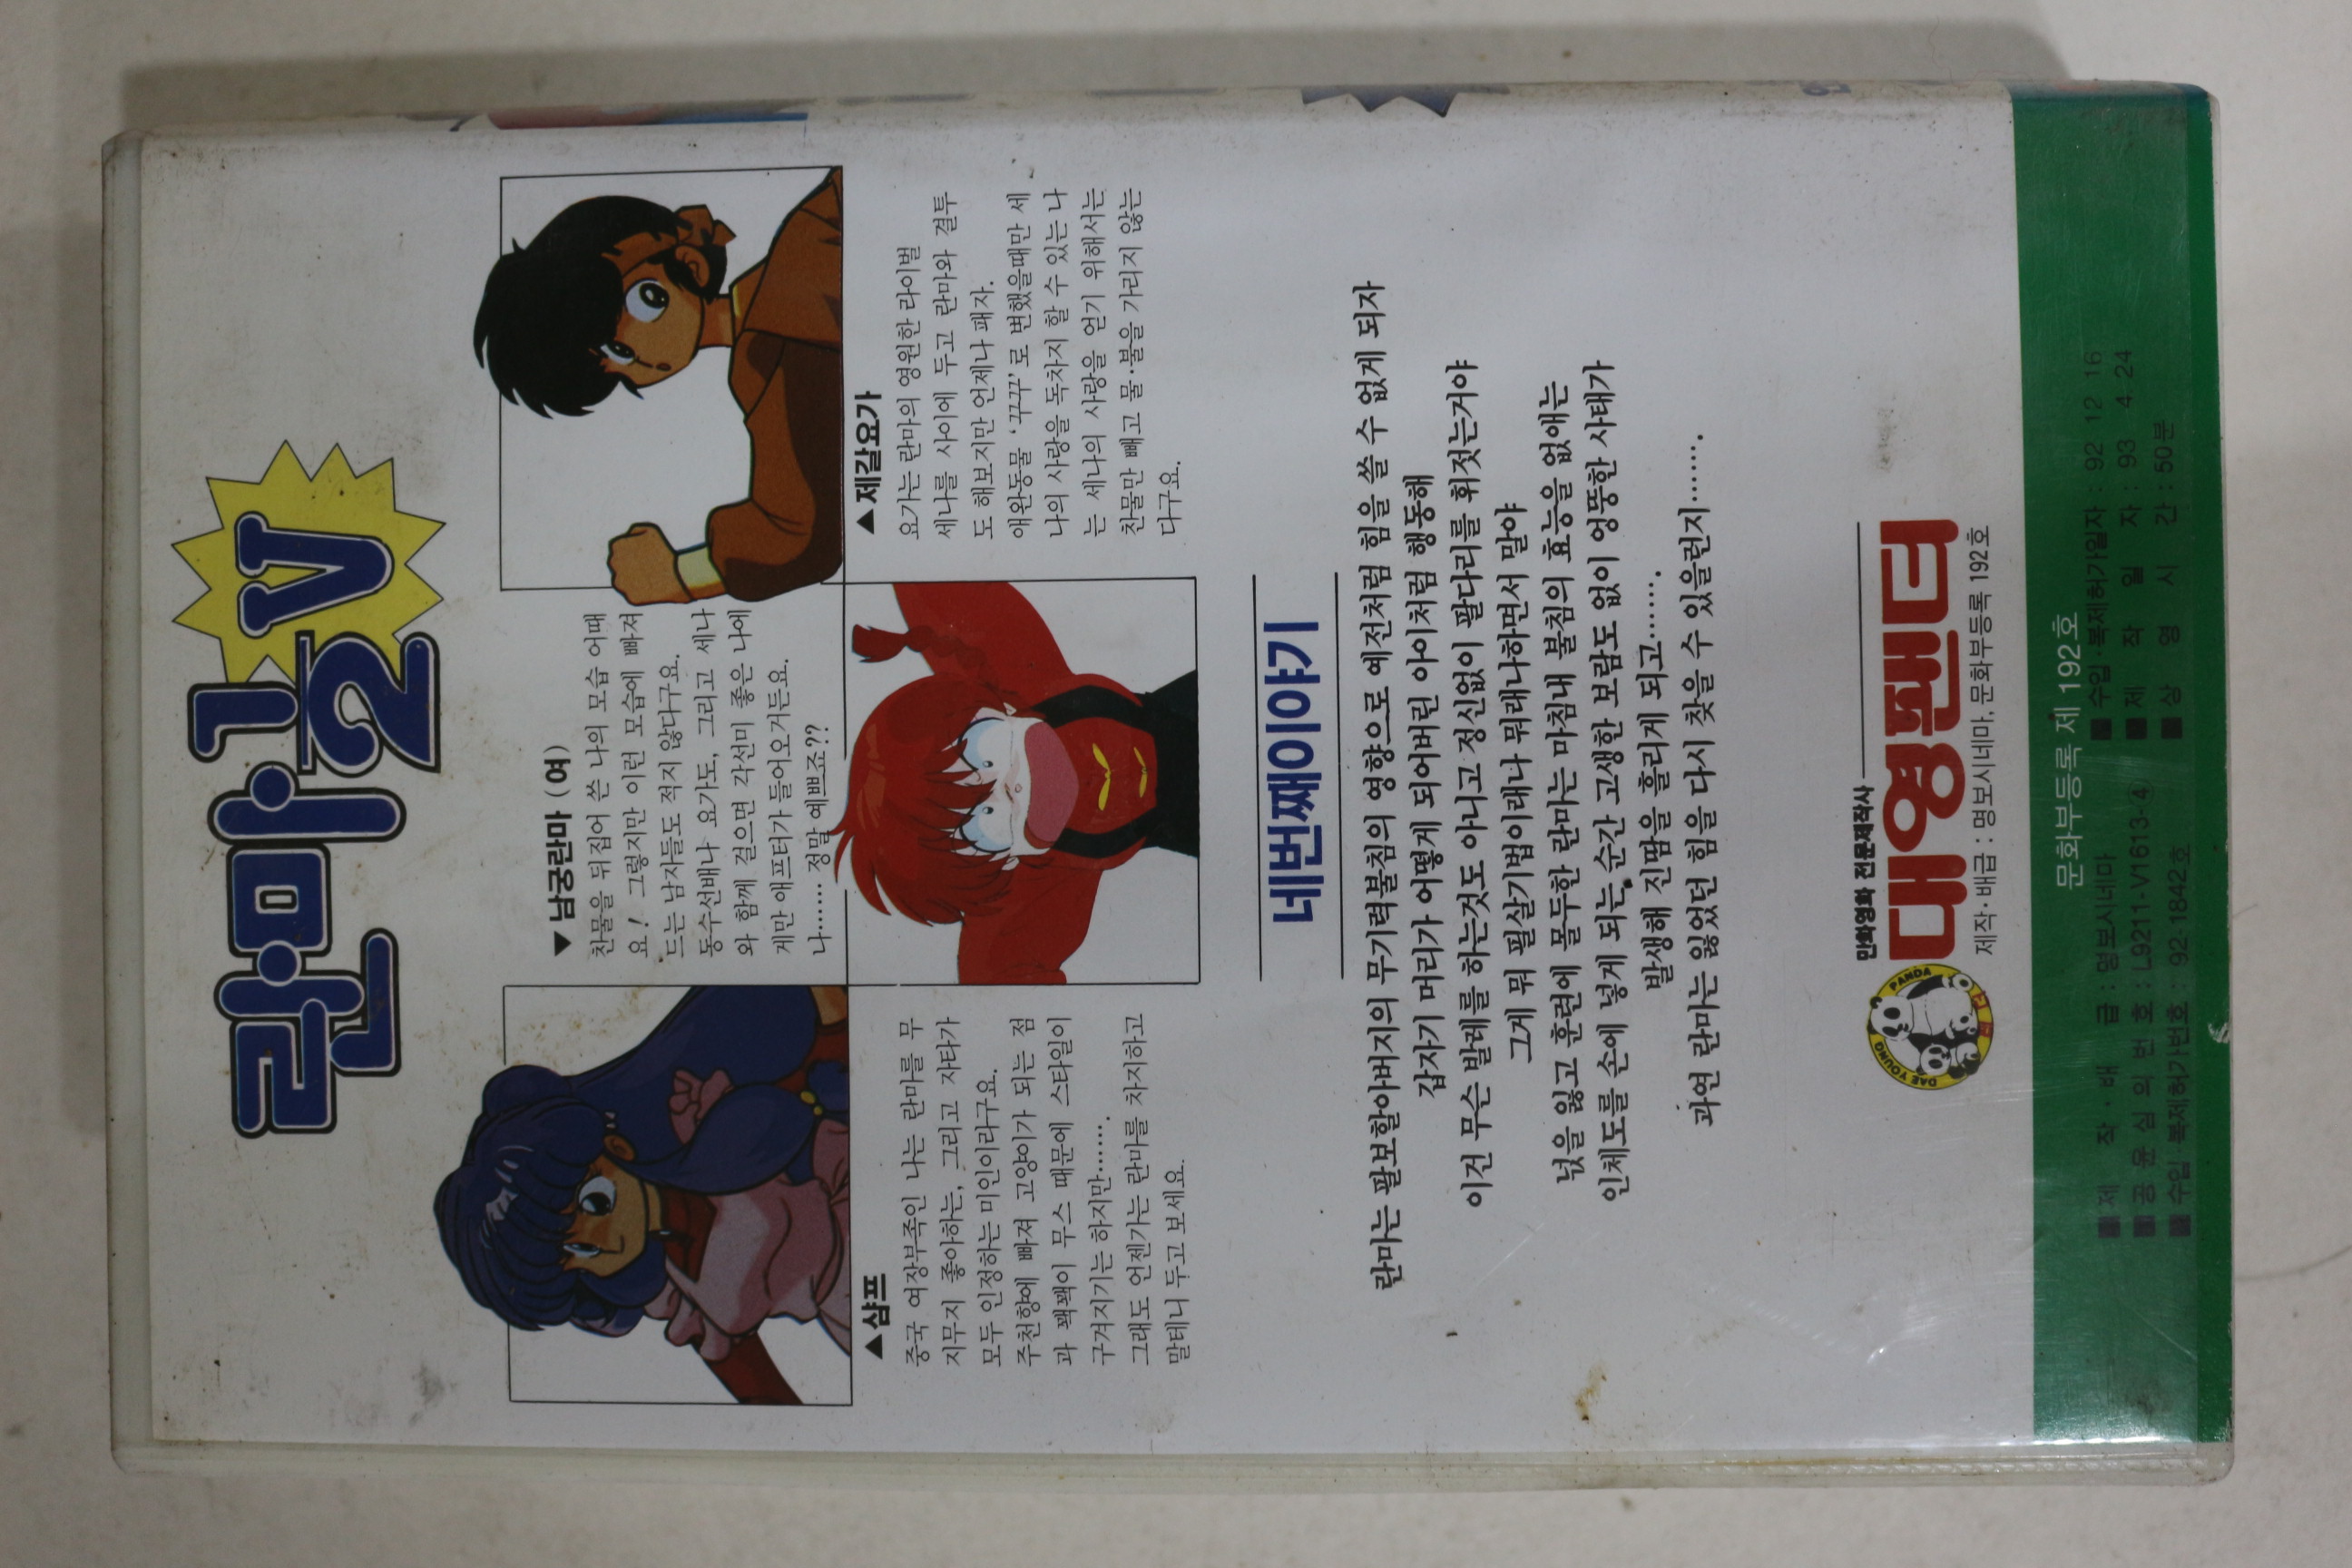 란마½ V
▼남궁란마 (여)
찬물을 뒤집어 쓴 나의 모습 어때
요! 그렇지만 이런 모습에 빠져
드는 남자들도 적지 않다구요.
동수선배나 요가도, 그리고 세나
와 함께 걸으면 각선미 좋은 나에
게만 애프터가 들어오거든요.
나…… 정말 예쁘죠??
▲샴프
중국 여장부족인 나는 란마를 무
지무지 좋아하는, 그리고 자타가
모두 인정하는 미인이라구요.
주천향에 빠져 고양이가 되는 점
과 꽥꽥이 무스 때문에 스타일이
구겨지기는 하지만…….
그래도 언젠가는 란마를 차지하고
말테니 두고 보세요.
▲제갈요가
요가는 란마의 영원한 라이벌
세나를 사이에 두고 란마와 결투
도 해보지만 언제나 패자.
애완동물 '꾸꾸'로 변했을때만 세
나의 사랑을 독차지 할 수 있는 나
는 세나의 사랑을 얻기 위해서는
찬물만 빼고 물·불을 가리지 않는
다구요.
네번째이야기
란마는 팔보할아버지의 무기력불침의 영향으로 예전처럼 힘을 쓸 수 없게 되자
갑자기 머리가 어떻게 되어버린 아이처럼 행동해
이건 무슨 발레를 하는것도 아니고 정신없이 팔다리를 휘젓는거야
그게 뭐 필살기법이래나 뭐래나하면서 말야
넋을 잃고 훈련에 몰두한 란마는 마침내 불침의 효능을 없애는
인체도를 손에 넣게 되는 순간 고생한 보람도 없이 엉뚱한 사태가
발생해 진땀을 흘리게 되고…….
과연 란마는 잃었던 힘을 다시 찾을 수 있을런지…….
DAE YOUNG PANDA
만화영화 전문제작사
대영팬더
제작·배급 : 명보시네마, 문화부등록 192호
문화부등록 제 192호
■제 작 · 배 급 : 명보시네마
■공 윤 심 의 번 호 : L9211-V1613-4)
■수입·복제허가번호 : 92-1842호
■수입·복제허가일자 : 92 12 16
■제 작 일 자 : 93 4. 24
■상 영 시 간 : 50분